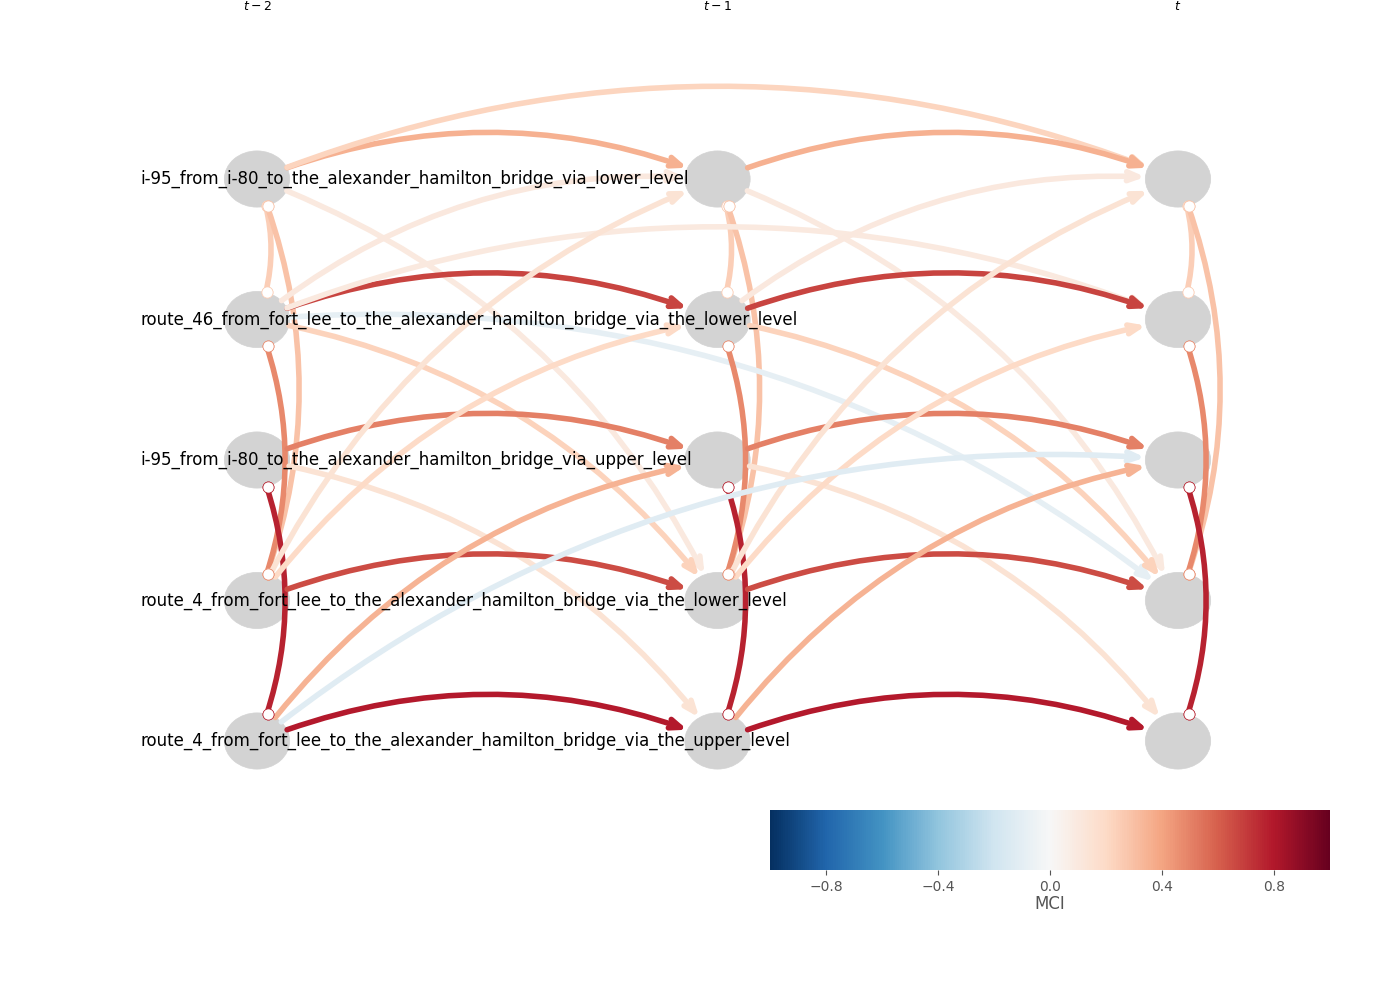 t − 2 t − 1 t
i-95_from_i-80_to_the_alexander_hamilton_bridge_via_lower_level
route_46_from_fort_lee_to_the_alexander_hamilton_bridge_via_the_lower_level
i-95_from_i-80_to_the_alexander_hamilton_bridge_via_upper_level
route_4_from_fort_lee_to_the_alexander_hamilton_bridge_via_the_lower_level
route_4_from_fort_lee_to_the_alexander_hamilton_bridge_via_the_upper_level
−0.8 −0.4 0.0 0.4 0.8
MCI